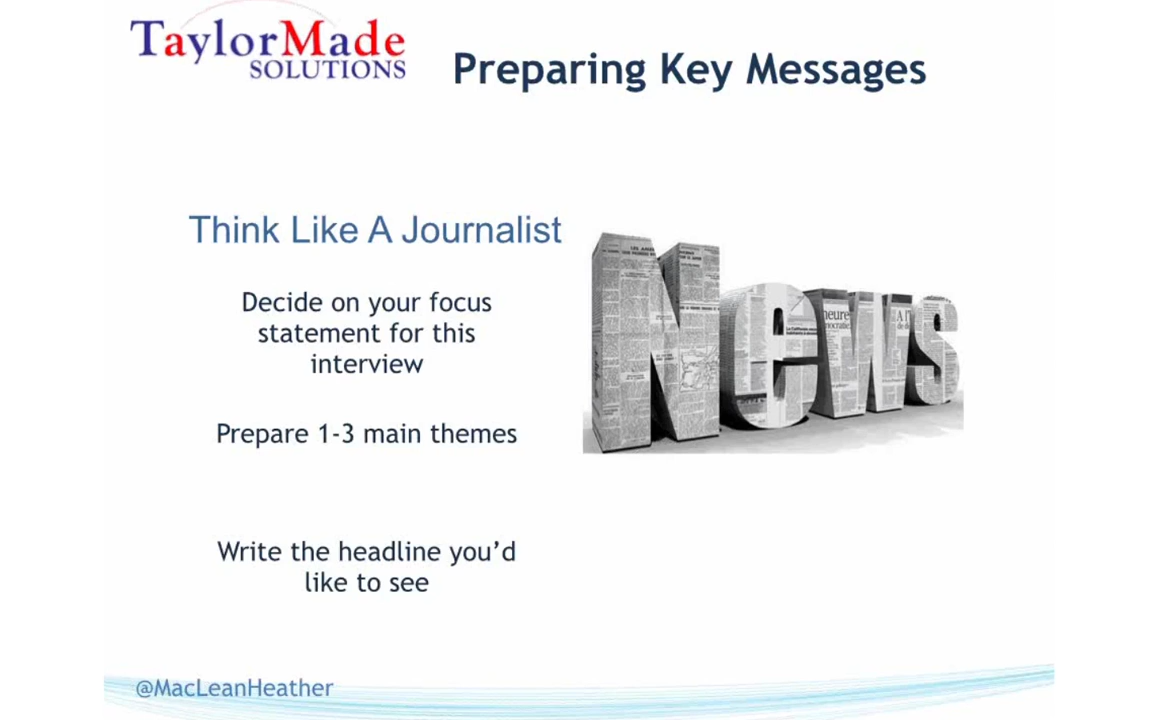 TaylorMade
SOLUTIONS
Preparing Key Messages
Think Like A Journalist
Decide on your focus
statement for this
interview
Prepare 1-3 main themes
Write the headline you’d
like to see
News
heure
@MacLeanHeather